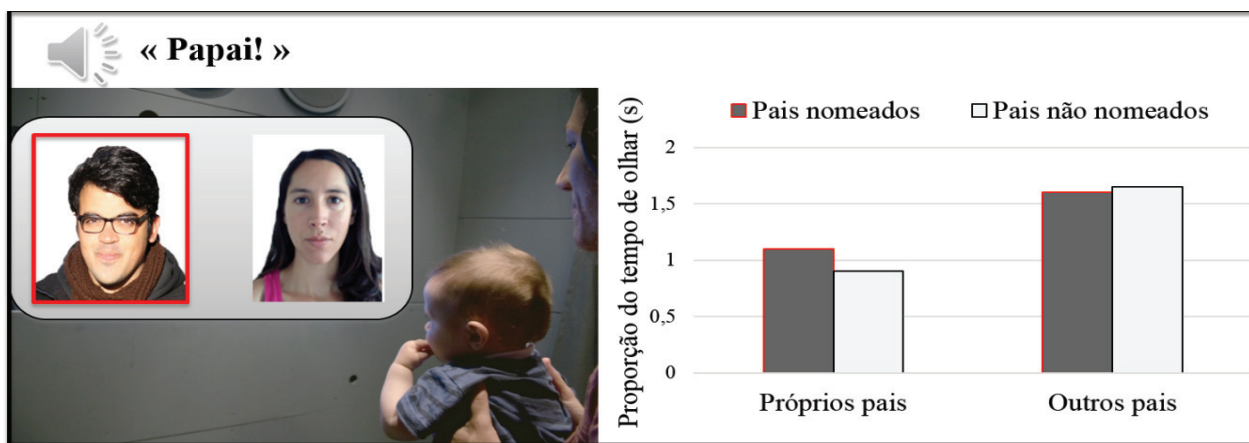 « Papai! »
Proporção do tempo de olhar (s)
Pais nomeados
Pais não nomeados
2
1,5
1
0,5
0
Próprios pais
Outros pais